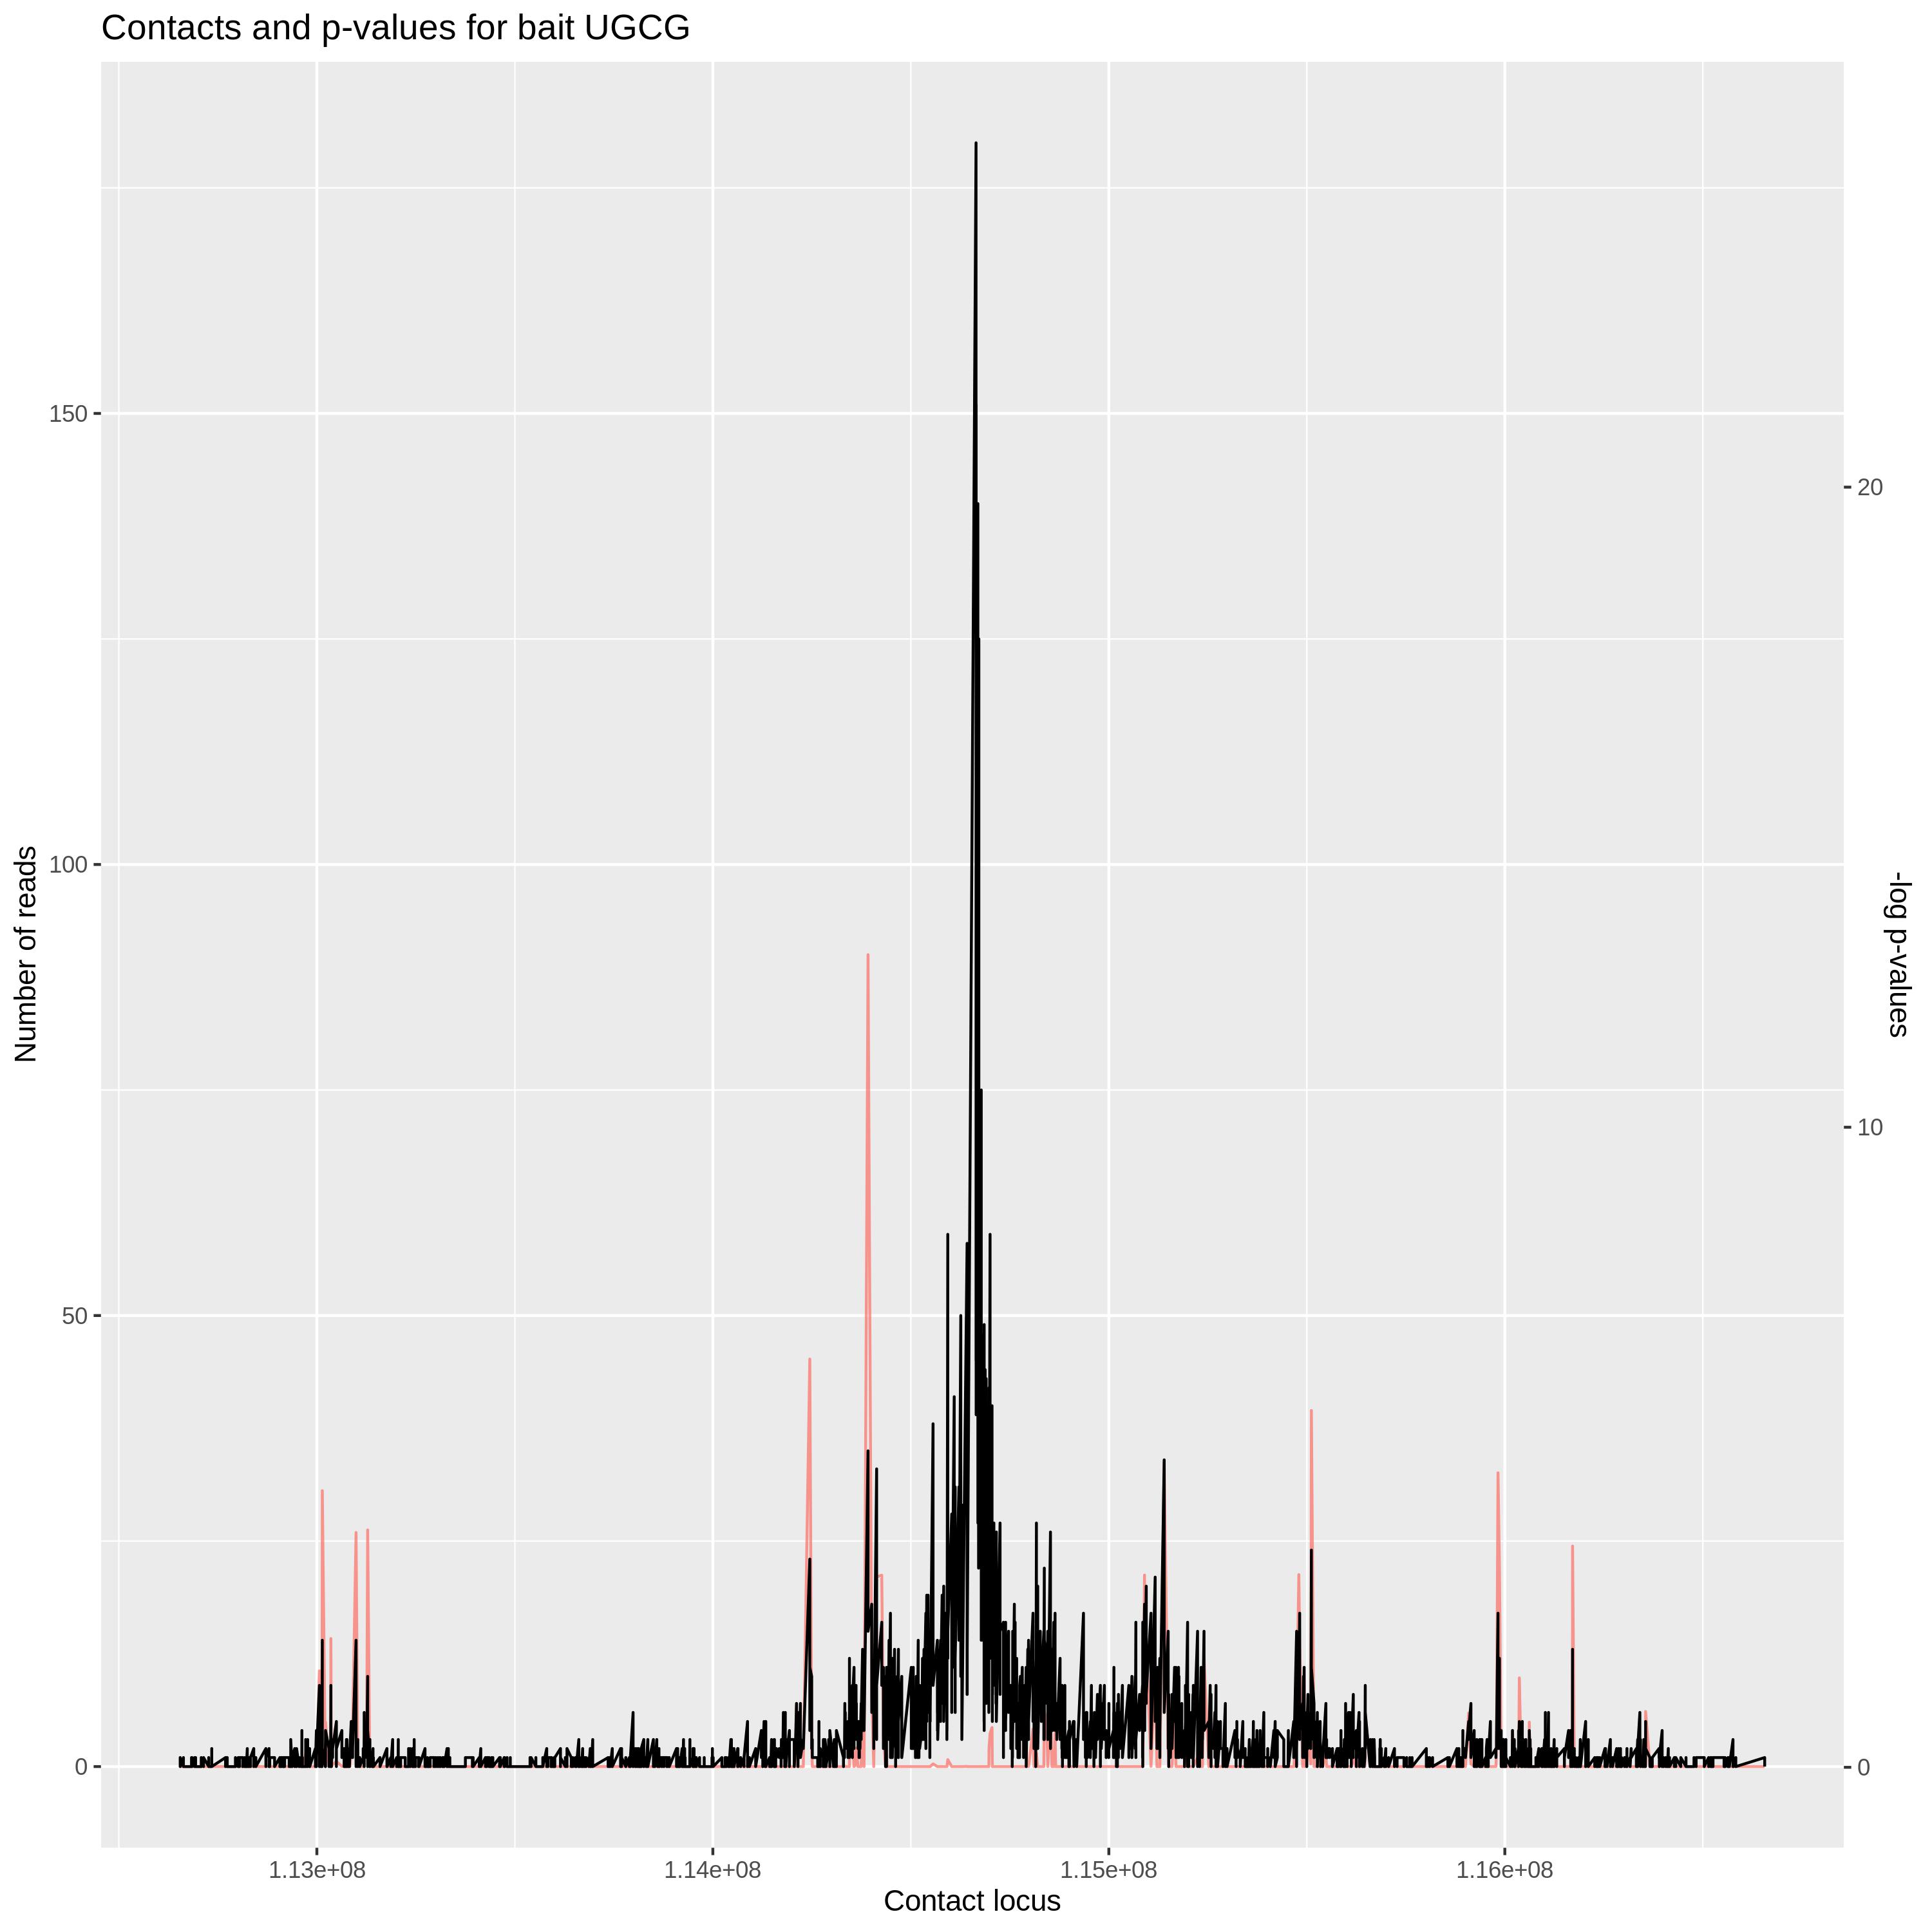 Contacts and p-values for bait UGCG
Number of reads
150
100
50
0
20
10
0
-log p-values
1.13e+08
1.14e+08
1.15e+08
1.16e+08
Contact locus